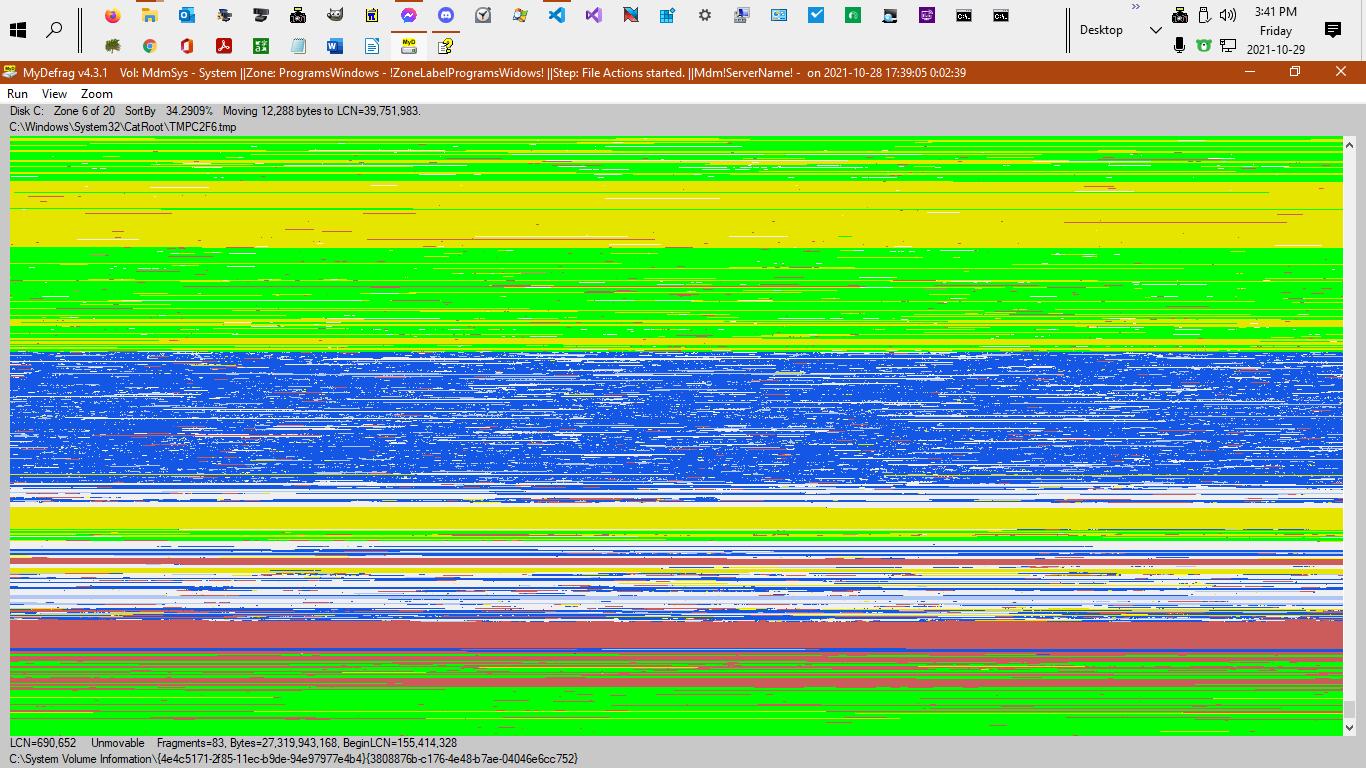 3:41 PM
Desktop
Friday
2021-10-29
MyDefrag v4.3.1 Vol: MdmSys - System ||Zone: ProgramsWindows - !ZoneLabelProgramsWidows! ||Step: File Actions started. ||Mdm!ServerName! - on 2021-10-28 17:39:05 0:02:39
Run View Zoom
Disk C: Zone 6 of 20 SortBy 34.2909% Moving 12,288 bytes to LCN=39,751,983.
C:\Windows\System32\CatRoot\TMPC2F6.tmp
LCN=690,652 Unmovable Fragments=83, Bytes=27,319,943,168, BeginLCN=155,414,328
C:\System Volume Information\{4e4c5171-2f85-11ec-b9de-94e97977e4b4}{3808876b-c176-4e48-b7ae-04046e6cc752}